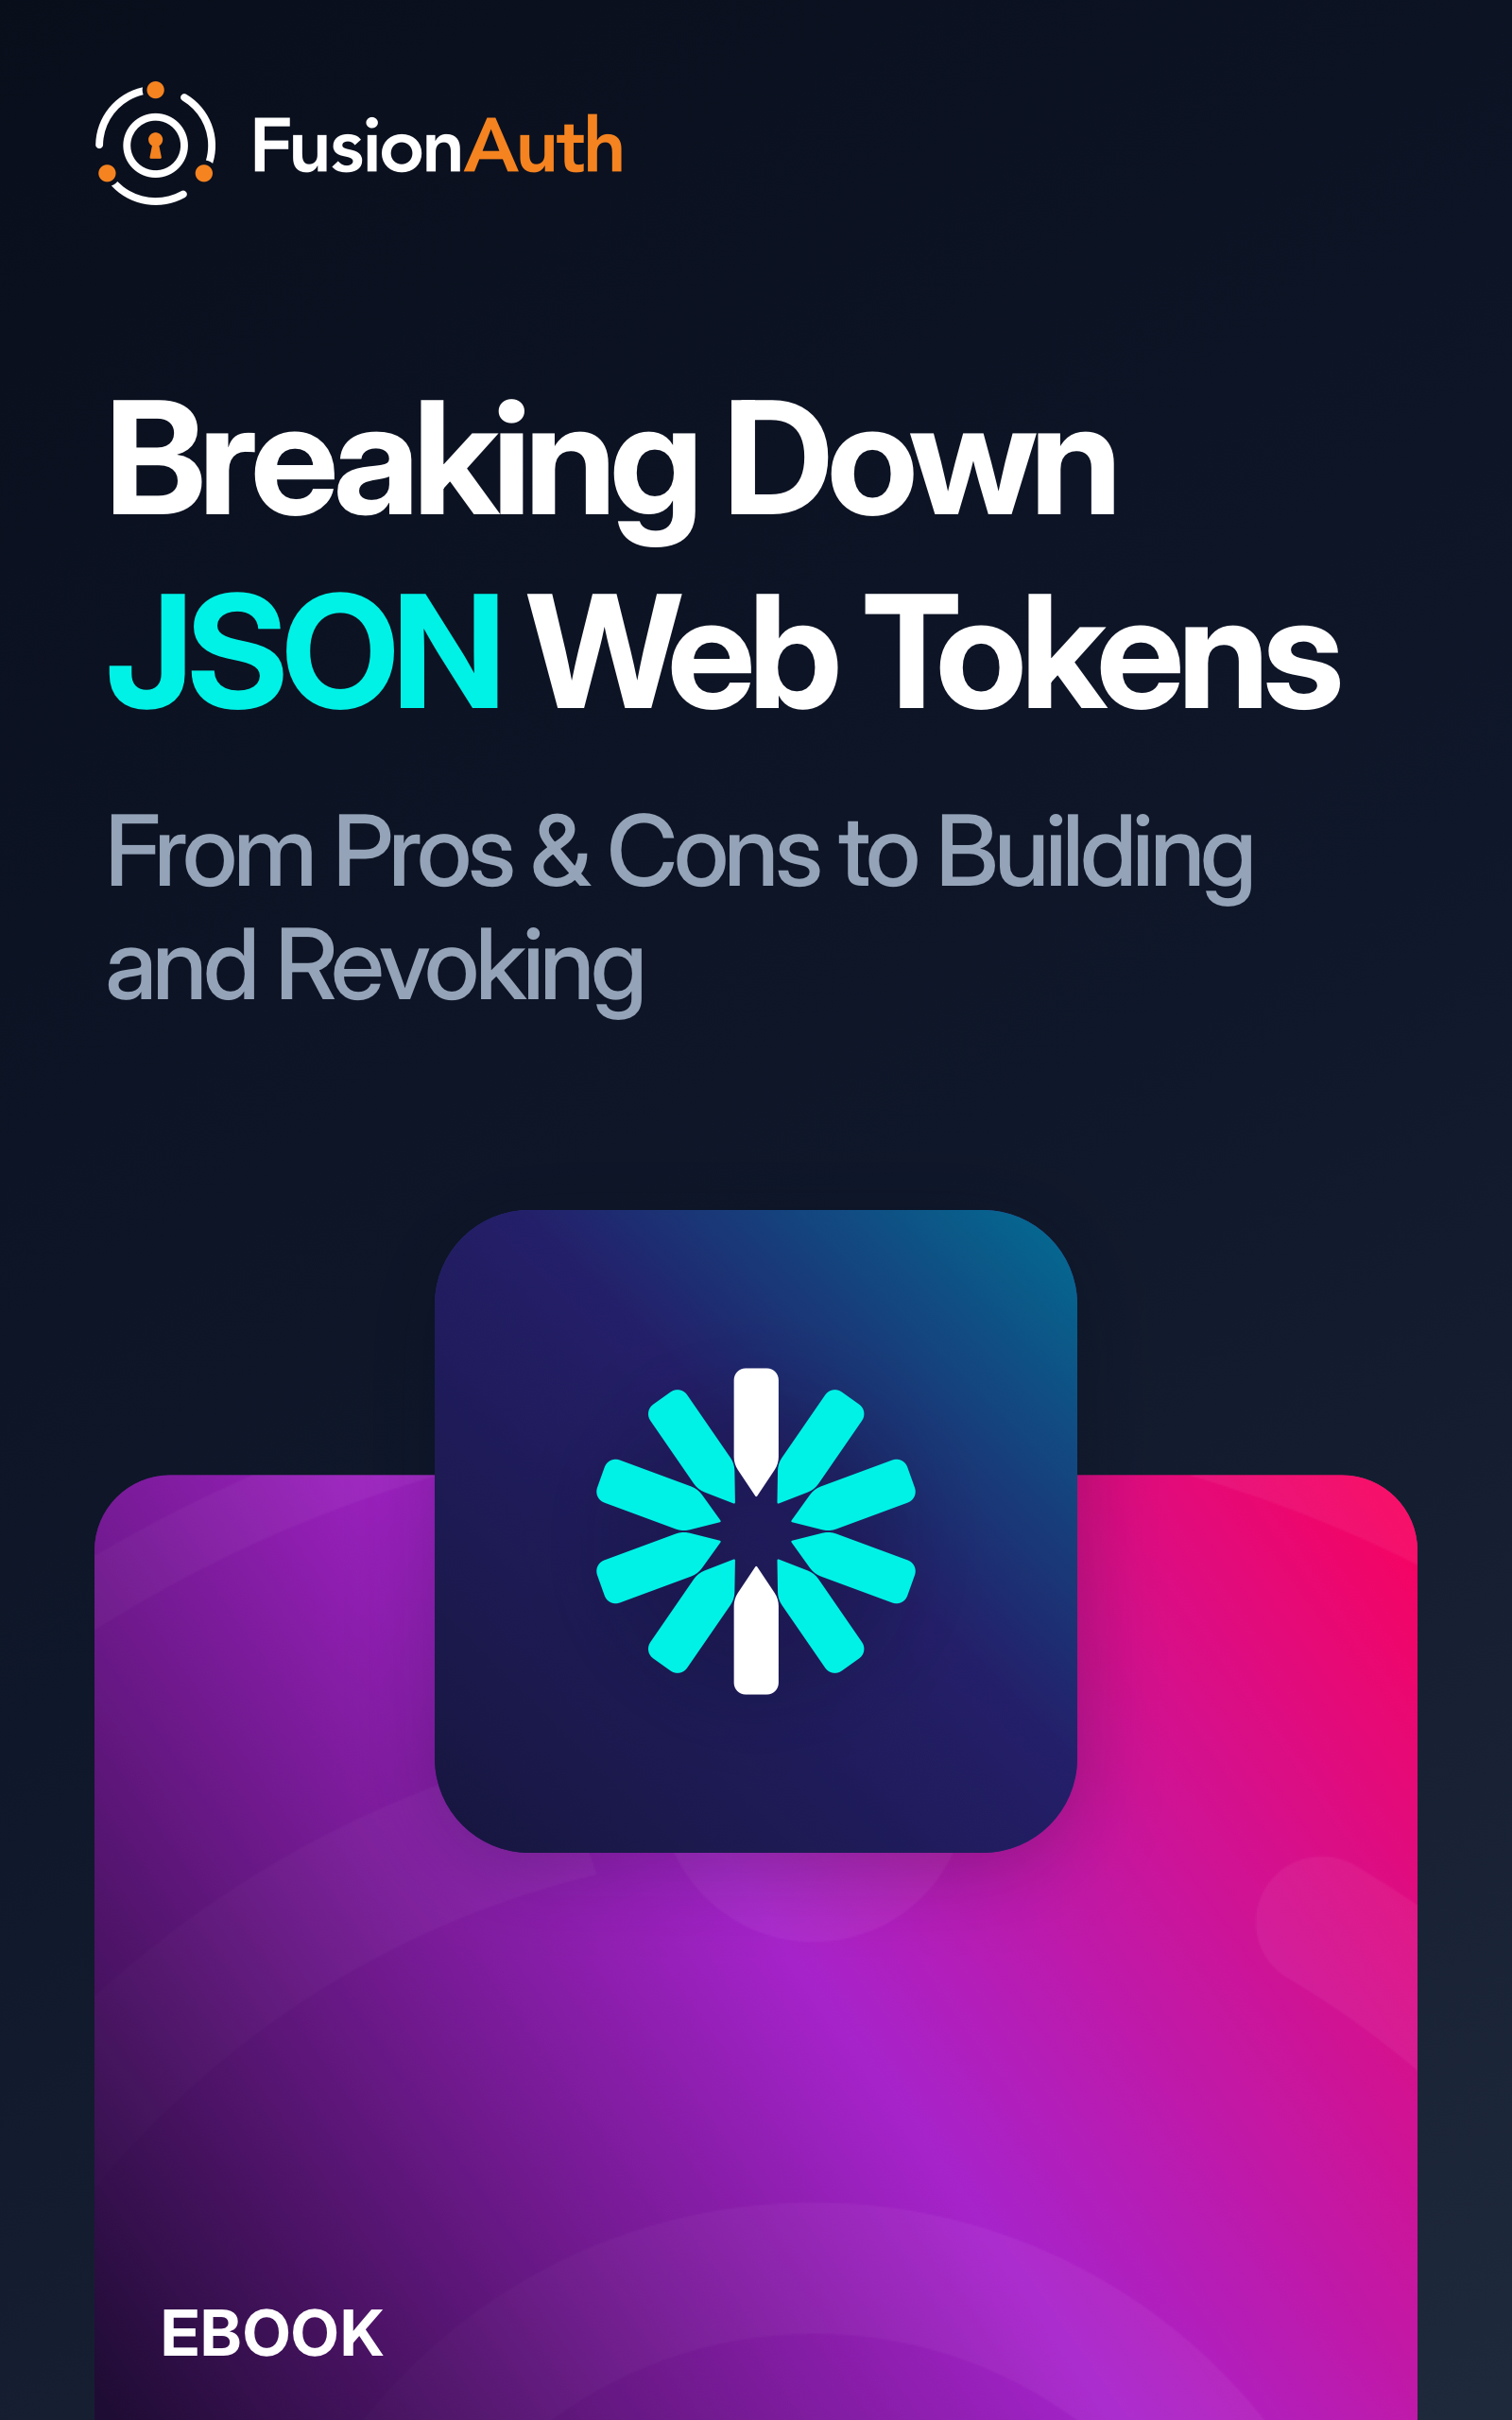 FusionAuth
Breaking Down
JSON Web Tokens
From Pros & Cons to Building
and Revoking
EBOOK